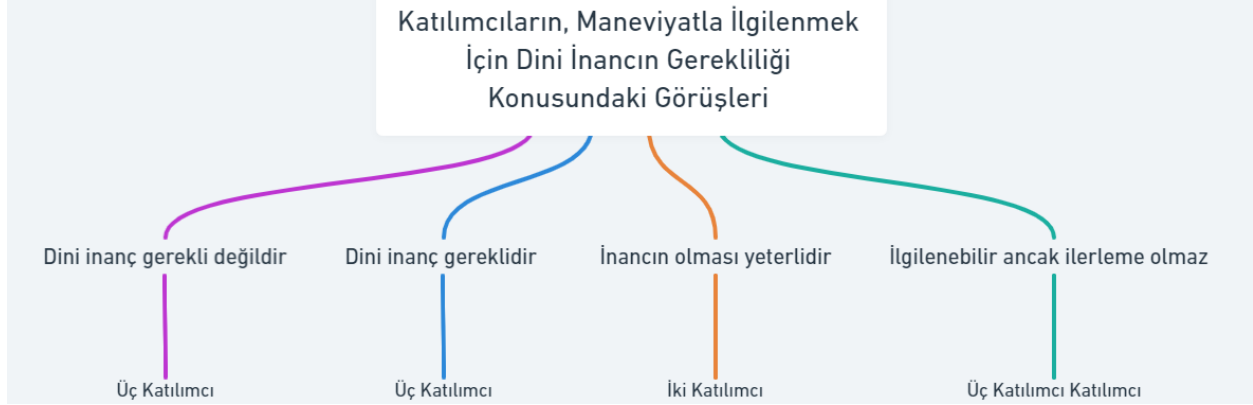 Katılımcıların, Maneviyatla İlgilenmek
İçin Dini İnancın Gerekliliği
Konusundaki Görüşleri
Dini inanç gerekli değildir
Dini inanç gereklidir
İnancın olması yeterlidir
İlgilenebilir ancak ilerleme olmaz
Üç Katılımcı
Üç Katılımcı
İki Katılımcı
Üç Katılımcı Katılımcı